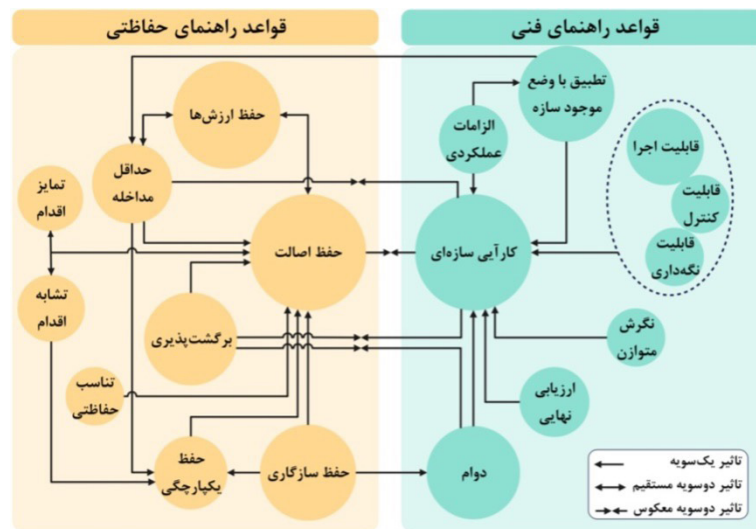 قواعد راهنمای فنی
قواعد راهنمای حفاظتی
تطبیق با وضع
موجود سازه
الزامات
عملکردی
قابلیت اجرا
قابلیت
کنترل
قابلیت
نگه‌داری
کارآیی سازه‌ای
نگرش
متوازن
ارزیابی
نهایی
دوام
حفظ ارزش‌ها
حداقل
مداخله
تمایز
اقدام
حفظ اصالت
تشابه
اقدام
برگشت‌پذیری
تناسب
حفاظتی
حفظ
یکپارچگی
حفظ سازگاری
تاثیر یک‌سویه
تاثیر دوسویه مستقیم
تاثیر دوسویه معکوس